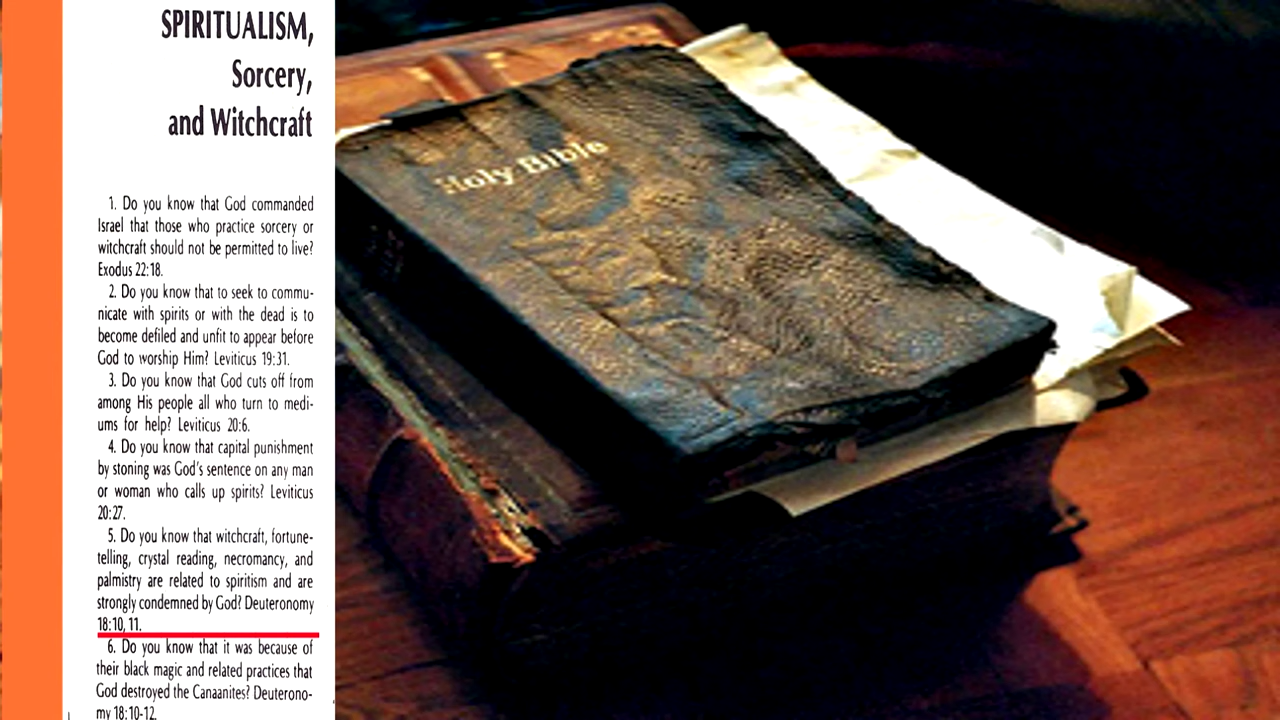 SPIRITUALISM,
Sorcery,
and Witchcraft
1. Do you know that God commanded
Israel that those who practice sorcery or
witchcraft should not be permitted to live?
Exodus 22:18.
2. Do you know that to seek to commu-
nicate with spirits or with the dead is to
become defiled and unfit to appear before
God to worship Him? Leviticus 19:31.
3. Do you know that God cuts off from
among His people all who turn to medi-
ums for help? Leviticus 20:6.
4. Do you know that capital punishment
by stoning was God's sentence on any man
or woman who calls up spirits? Leviticus
20:27.
5. Do you know that witchcraft, fortune-
telling, crystal reading, necromancy, and
palmistry are related to spiritism and are
strongly condemned by God? Deuteronomy
18:10, 11.
6. Do you know that it was because of
their black magic and related practices that
God destroyed the Canaanites? Deuterono-
my 18:10-12.
Holy Bible